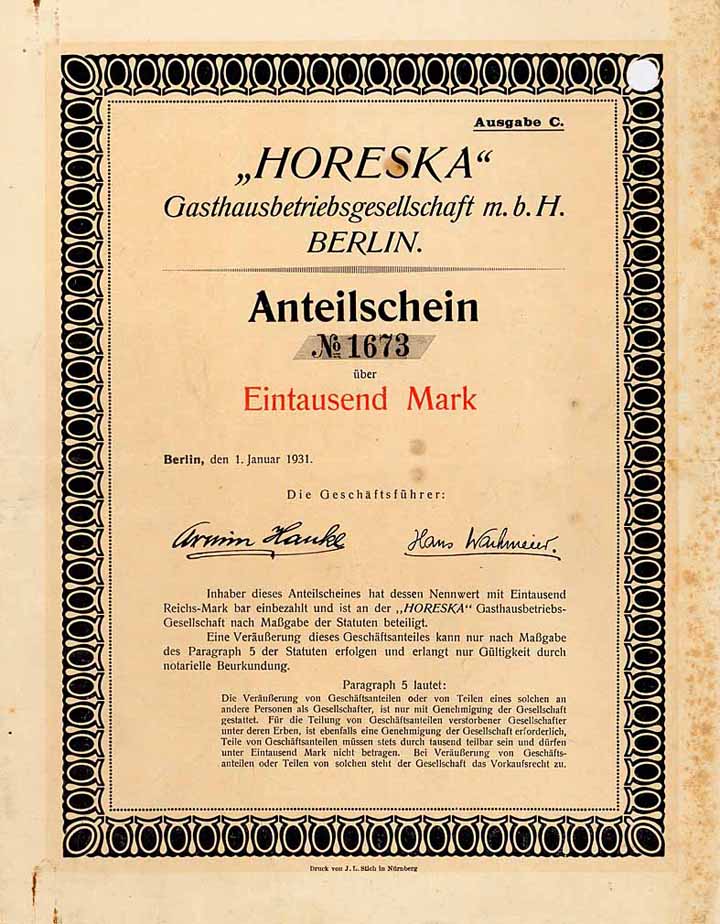 Ausgabe C.
„HORESKA“
Gasthausbetriebsgesellschaft m. b. H.
BERLIN.
Anteilschein
№ 1673
über
Eintausend Mark
Berlin, den 1. Januar 1931.
Die Geschäftsführer:
Armin Hanke Hans Wachmeier.
Inhaber dieses Anteilscheines hat dessen Nennwert mit Eintausend
Reichs-Mark bar einbezahlt und ist an der „HORESKA“ Gasthausbetriebs-
Gesellschaft nach Maßgabe der Statuten beteiligt.
Eine Veräußerung dieses Geschäftsanteiles kann nur nach Maßgabe
des Paragraph 5 der Statuten erfolgen und erlangt nur Gültigkeit durch
notarielle Beurkundung.
Paragraph 5 lautet:
Die Veräußerung von Geschäftsanteilen oder von Teilen eines solchen an
andere Personen als Gesellschafter, ist nur mit Genehmigung der Gesellschaft
gestattet. Für die Teilung von Geschäftsanteilen verstorbener Gesellschafter
unter deren Erben, ist ebenfalls eine Genehmigung der Gesellschaft erforderlich,
Teile von Geschäftsanteilen müssen stets durch tausend teilbar sein und dürfen
unter Eintausend Mark nicht betragen. Bei Veräußerung von Geschäfts-
anteilen oder Teilen von solchen steht der Gesellschaft das Vorkaufsrecht zu.
Druck von J. L. Stich in Nürnberg